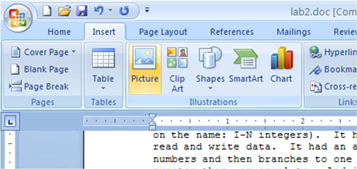 lab2.doc [Com
Home Insert Page Layout References Mailings
Cover Page
Blank Page
Page Break
Pages
Table
Tables
Picture
Clip Art
Shapes
SmartArt
Chart
Illustrations
Hyperlin
Bookma
Cross-re
L
on the name: I-N integers). It h
read and write data. It had an a
numbers and then branches to one